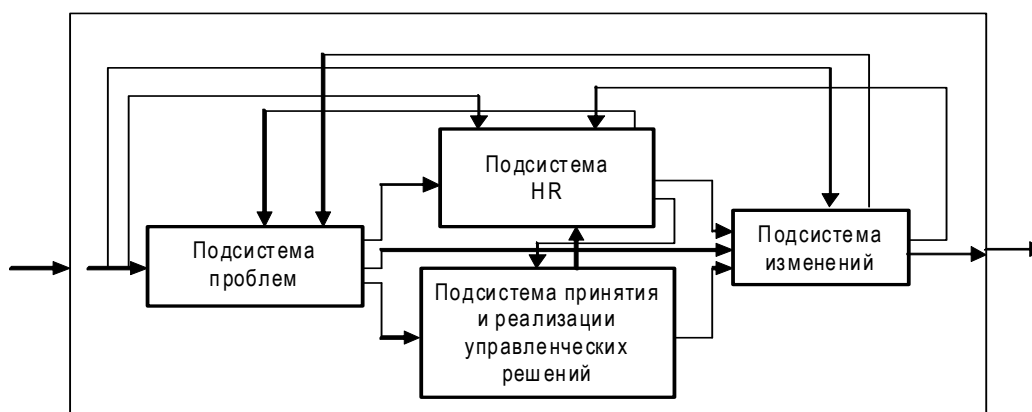 Подсистема
HR
Подсистема
проблем
Подсистема
изменений
Подсистема принятия
и реализации
управленческих
решений